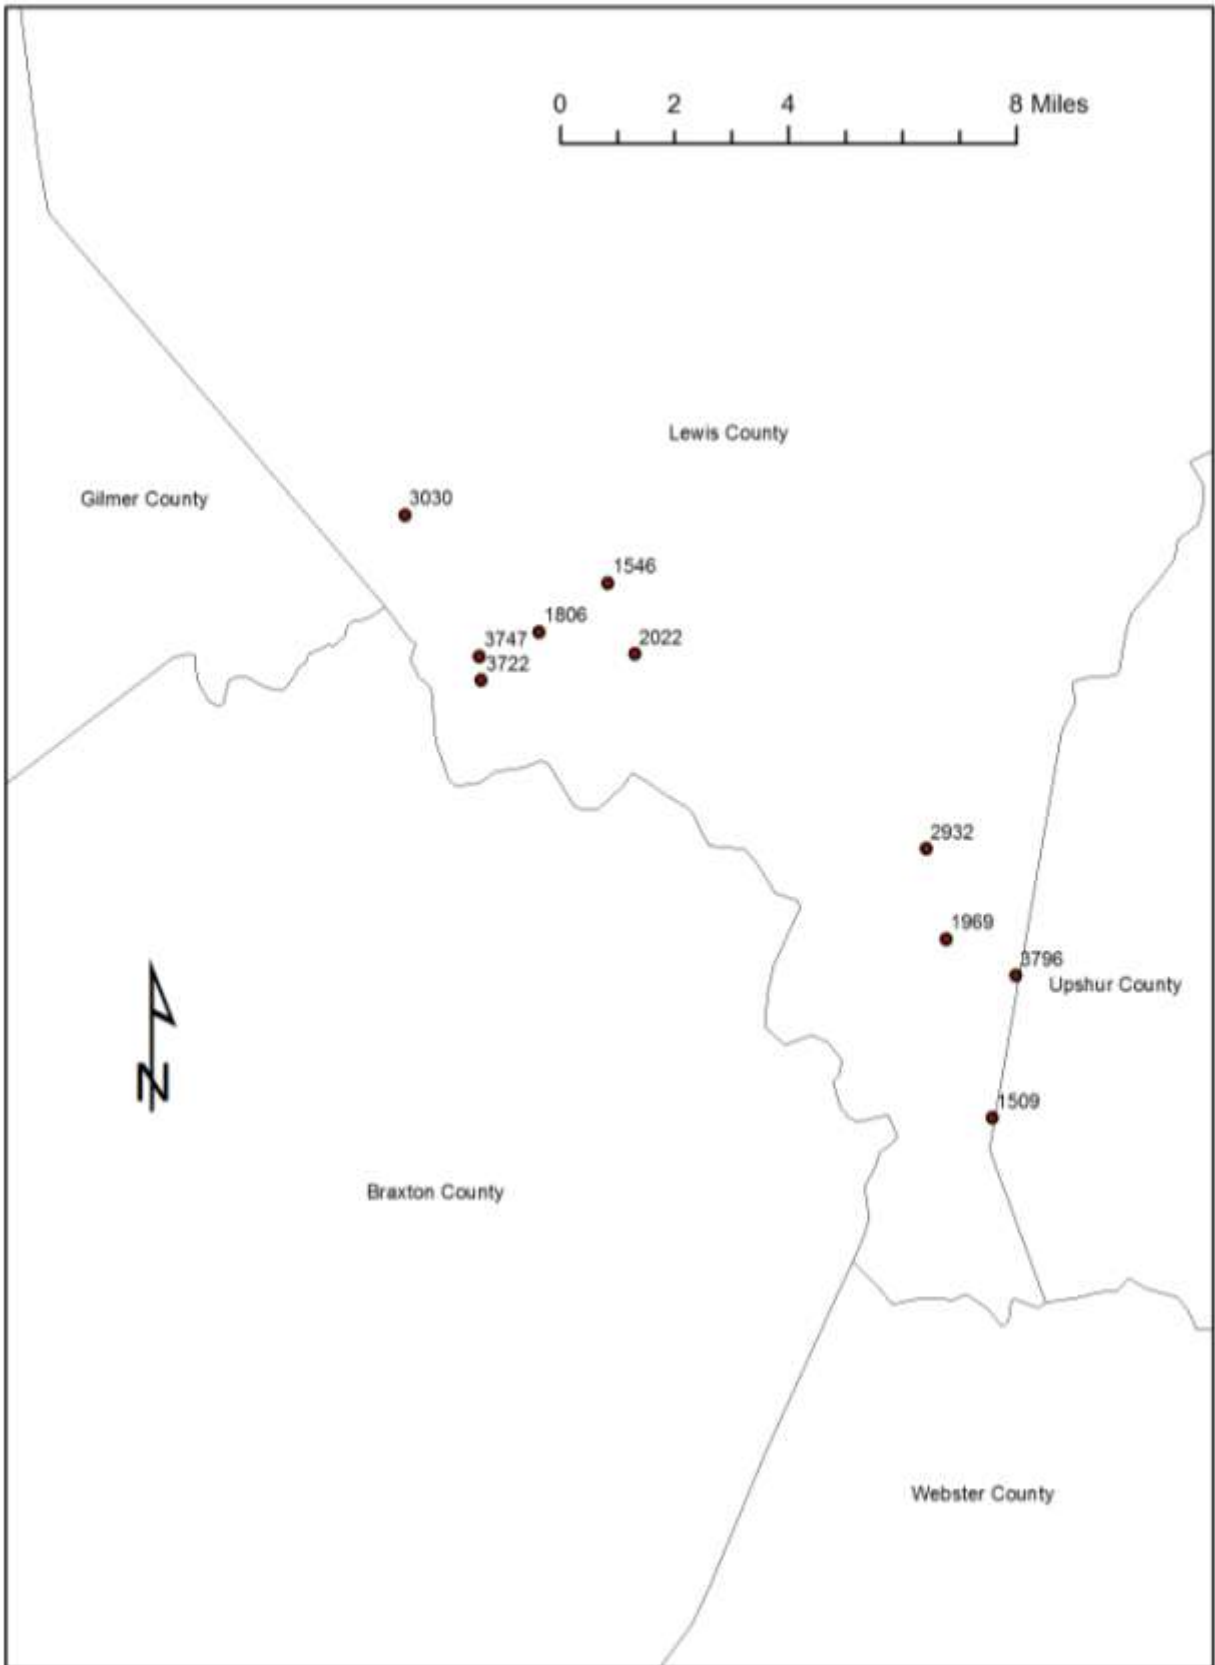 0 2 4 8 Miles
Lewis County
Gilmer County
3030
1546
1806
3747
2022
3722
2932
1969
3796
Upshur County
N
1509
Braxton County
Webster County